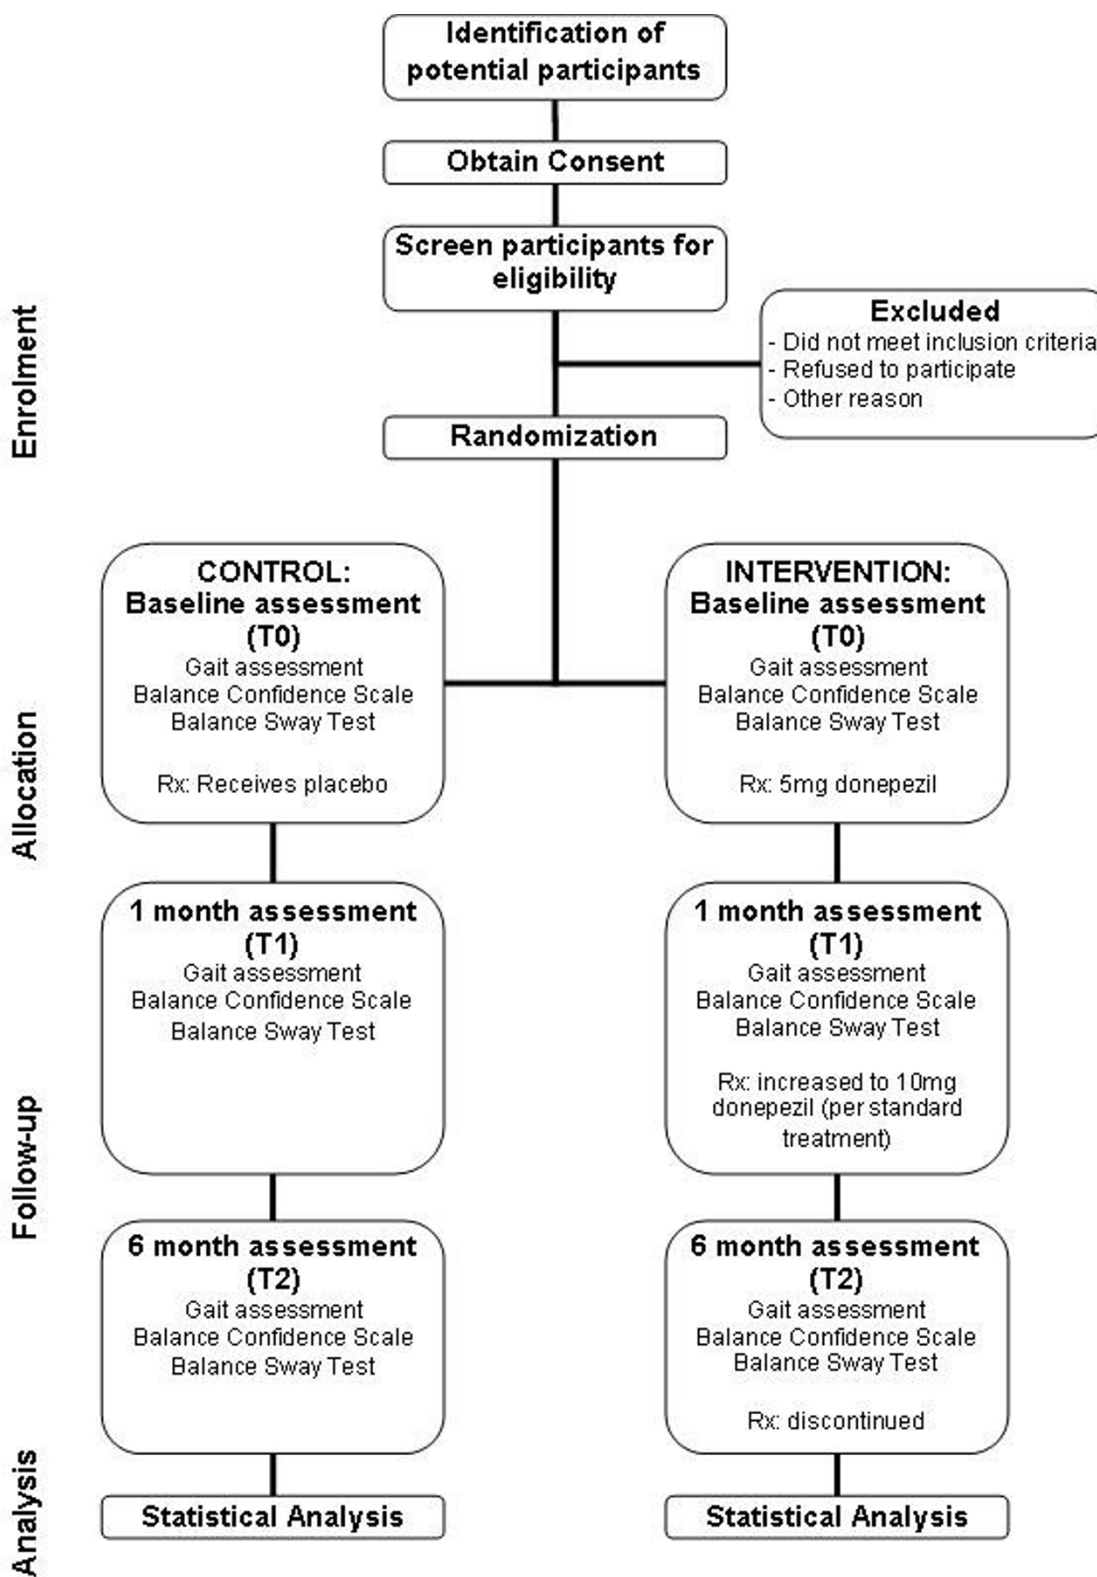 Identification of
potential participants
Obtain Consent
Screen participants for
eligibility
Enrolment
Excluded
- Did not meet inclusion criteria
- Refused to participate
- Other reason
Randomization
Allocation
CONTROL:
Baseline assessment
(T0)
Gait assessment
Balance Confidence Scale
Balance Sway Test
Rx: Receives placebo
INTERVENTION:
Baseline assessment
(T0)
Gait assessment
Balance Confidence Scale
Balance Sway Test
Rx: 5mg donepezil
Follow-up
1 month assessment
(T1)
Gait assessment
Balance Confidence Scale
Balance Sway Test
1 month assessment
(T1)
Gait assessment
Balance Confidence Scale
Balance Sway Test
Rx: increased to 10mg
donepezil (per standard
treatment)
6 month assessment
(T2)
Gait assessment
Balance Confidence Scale
Balance Sway Test
6 month assessment
(T2)
Gait assessment
Balance Confidence Scale
Balance Sway Test
Rx: discontinued
Analysis
Statistical Analysis
Statistical Analysis